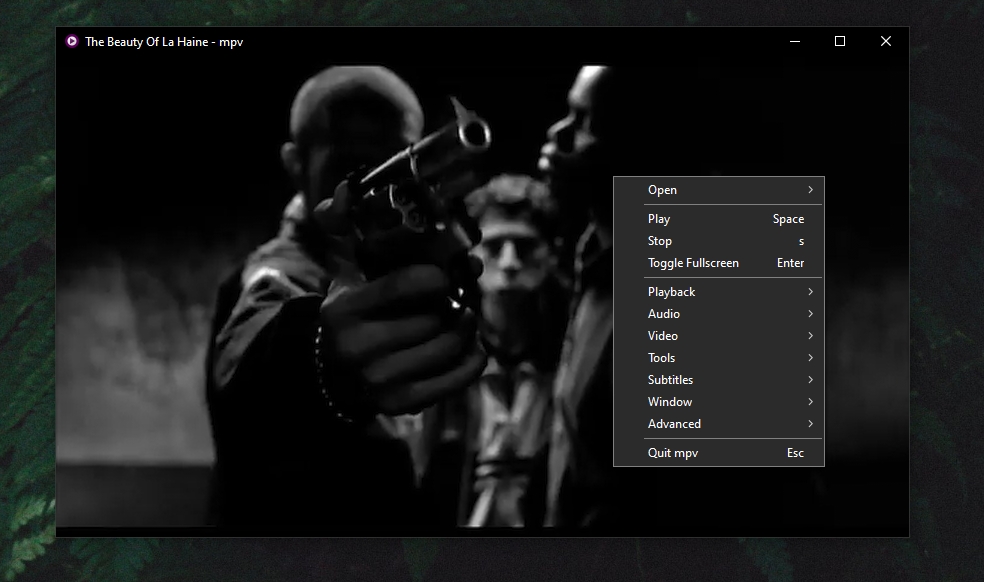 The Beauty Of La Haine - mpv
Open
Play Space
Stop s
Toggle Fullscreen Enter
Playback
Audio
Video
Tools
Subtitles
Window
Advanced
Quit mpv Esc